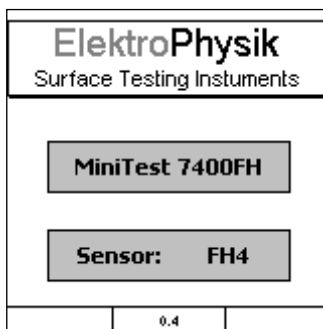 ElektroPhysik
Surface Testing Instuments
MiniTest 7400FH
Sensor: FH4
0.4